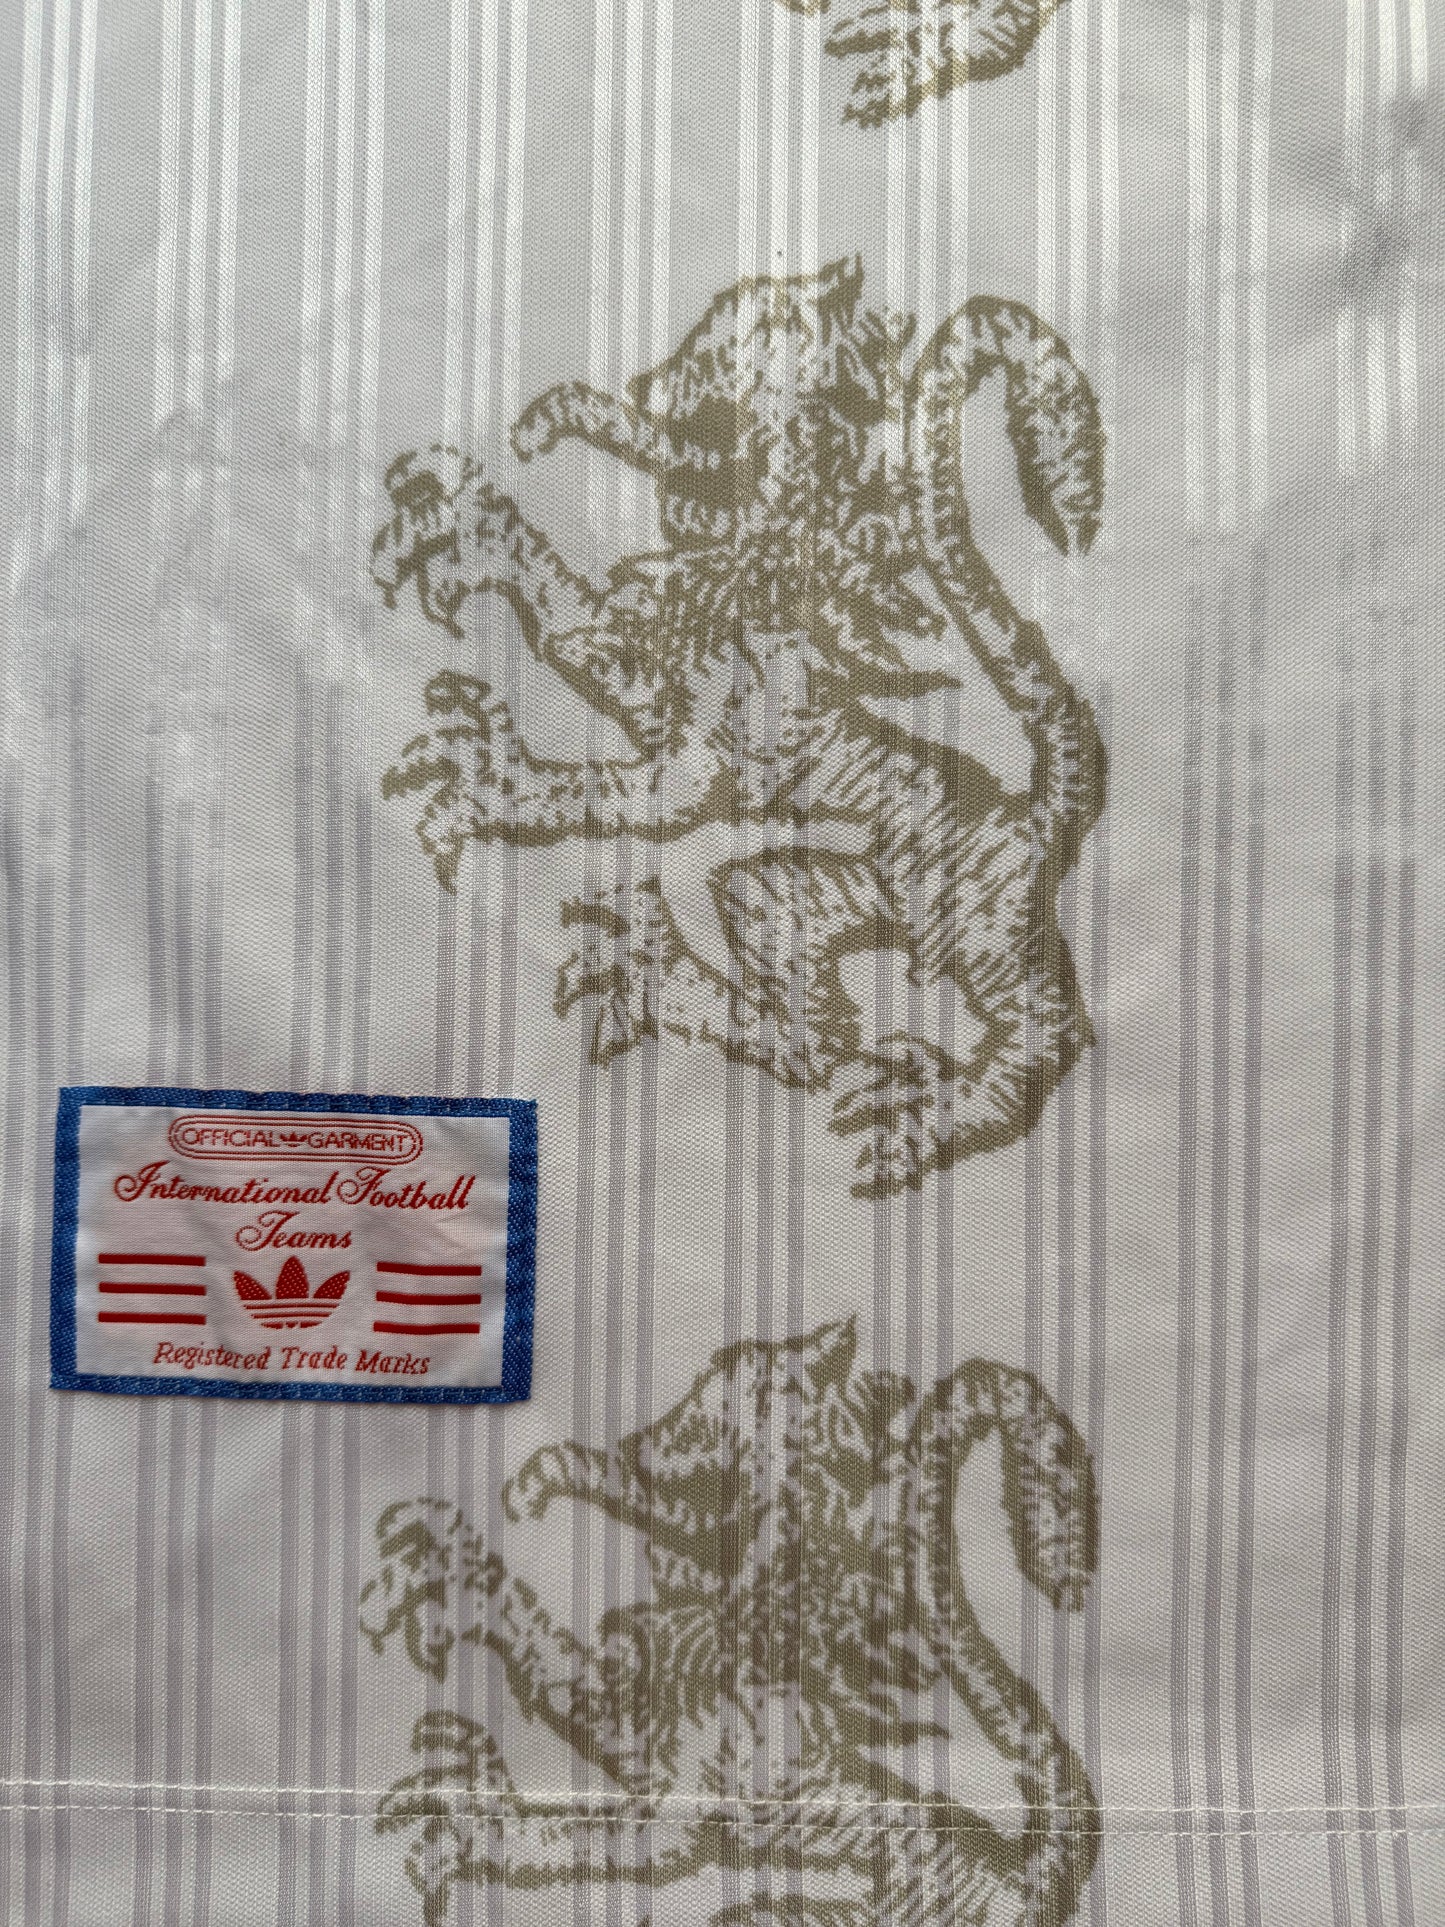 OFFICIAL GARMENT
International Football
Teams
Registered Trade Marks